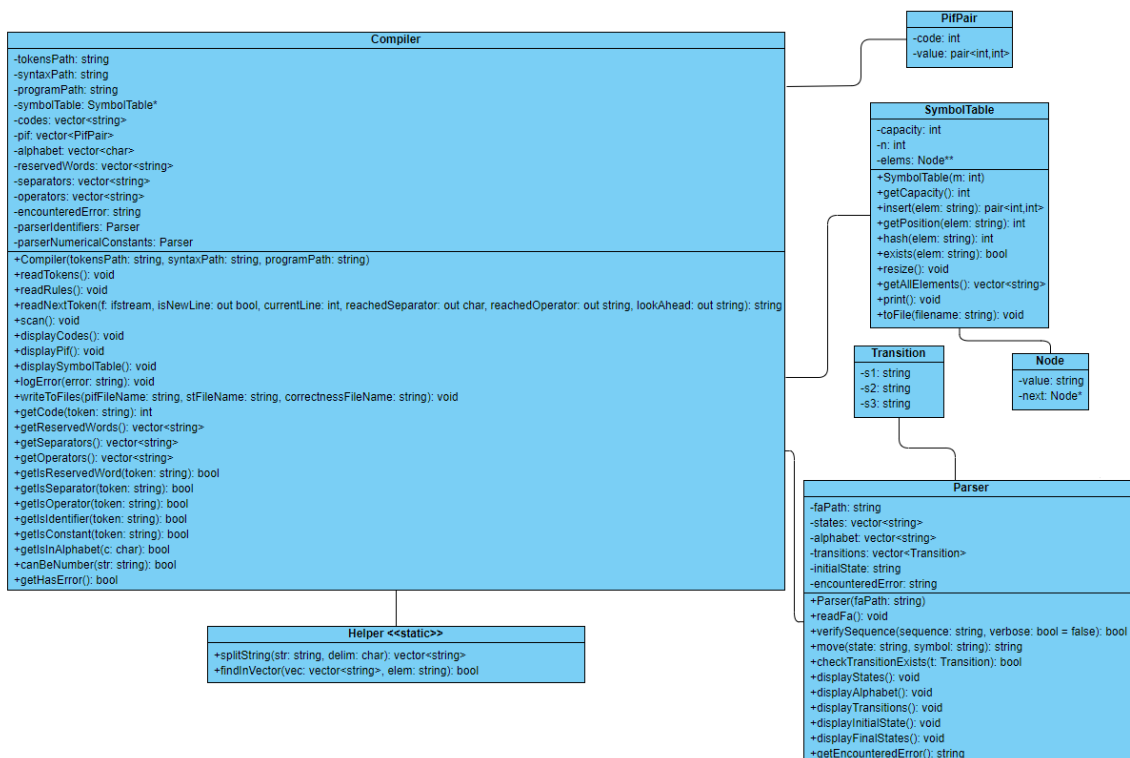 Compiler
-tokensPath: string
-syntaxPath: string
-programPath: string
-symbolTable: SymbolTable*
-codes: vector<string>
-pif: vector<PifPair>
-alphabet: vector<char>
-reservedWords: vector<string>
-separators: vector<string>
-operators: vector<string>
-encounteredError: string
-parserIdentifiers: Parser
-parserNumericalConstants: Parser
+Compiler(tokensPath: string, syntaxPath: string, programPath: string)
+readTokens(): void
+readRules(): void
+readNextToken(f: ifstream, isNewLine: out bool, currentLine: int, reachedSeparator: out char, reachedOperator: out string, lookAhead: out string): string
+scan(): void
+displayCodes(): void
+displayPif(): void
+displaySymbolTable(): void
+logError(error: string): void
+writeToFiles(pifFileName: string, stFileName: string, correctnessFileName: string): void
+getCode(token: string): int
+getReservedWords(): vector<string>
+getSeparators(): vector<string>
+getOperators(): vector<string>
+getIsReservedWord(token: string): bool
+getIsSeparator(token: string): bool
+getIsOperator(token: string): bool
+getIsIdentifier(token: string): bool
+getIsConstant(token: string): bool
+getIsInAlphabet(c: char): bool
+canBeNumber(str: string): bool
+getHasError(): bool
PifPair
-code: int
-value: pair<int,int>
SymbolTable
-capacity: int
-n: int
-elems: Node**
+SymbolTable(m: int)
+getCapacity(): int
+insert(elem: string): pair<int,int>
+getPosition(elem: string): int
+hash(elem: string): int
+exists(elem: string): bool
+resize(): void
+getAllElements(): vector<string>
+print(): void
+toFile(filename: string): void
Transition
-s1: string
-s2: string
-s3: string
Node
-value: string
-next: Node*
Parser
-faPath: string
-states: vector<string>
-alphabet: vector<string>
-transitions: vector<Transition>
-initialState: string
-encounteredError: string
+Parser(faPath: string)
+readFa(): void
+verifySequence(sequence: string, verbose: bool = false): bool
+move(state: string, symbol: string): string
+checkTransitionExists(t: Transition): bool
+displayStates(): void
+displayAlphabet(): void
+displayTransitions(): void
+displayInitialState(): void
+displayFinalStates(): void
+getEncounteredError(): string
Helper <<static>>
+splitString(str: string, delim: char): vector<string>
+findInVector(vec: vector<string>, elem: string): bool